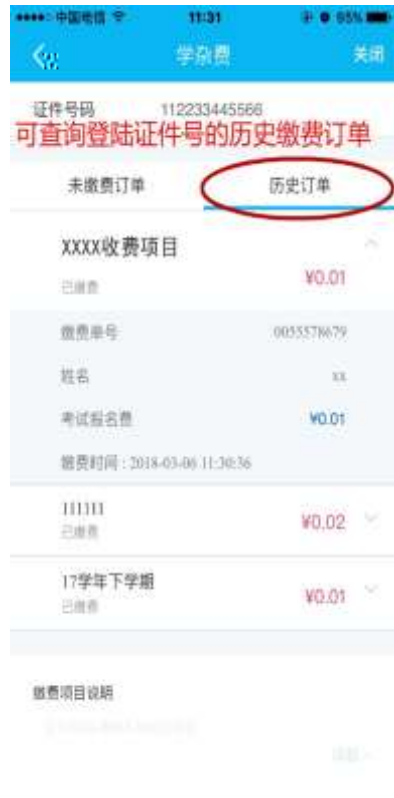 中国电信 11:31 95%
学杂费 关闭
证件号码 112233445566
可查询登陆证件号的历史缴费订单
未缴费订单 历史订单
XXXX收费项目
已缴费 ¥0.01
缴费单号 0055578679
姓名 xx
考试报名费 ¥0.01
缴费时间：2018-03-06 11:30:36
111111
已缴费 ¥0.02
17学年下学期
已缴费 ¥0.01
缴费项目说明